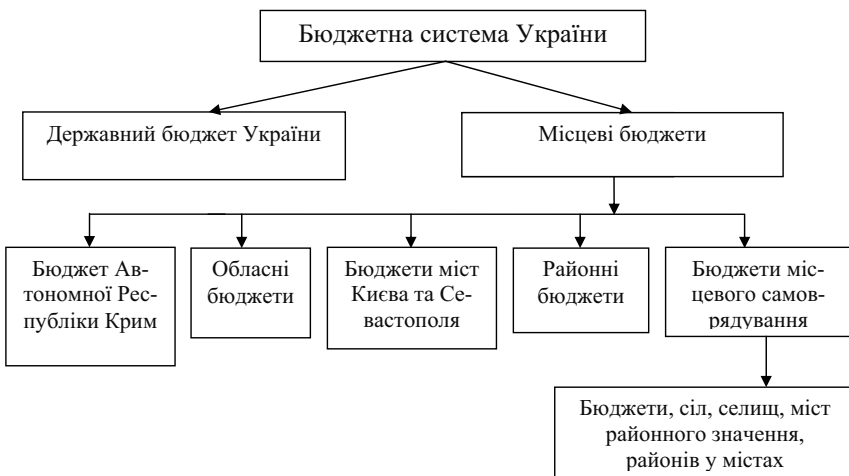 Бюджетна система України
Державний бюджет України
Місцеві бюджети
Бюджет Ав-
тономної Рес-
публіки Крим
Обласні
бюджети
Бюджети міст
Києва та Се-
вастополя
Районні
бюджети
Бюджети міс-
цевого самов-
рядування
Бюджети, сіл, селищ, міст
районного значення,
районів у містах